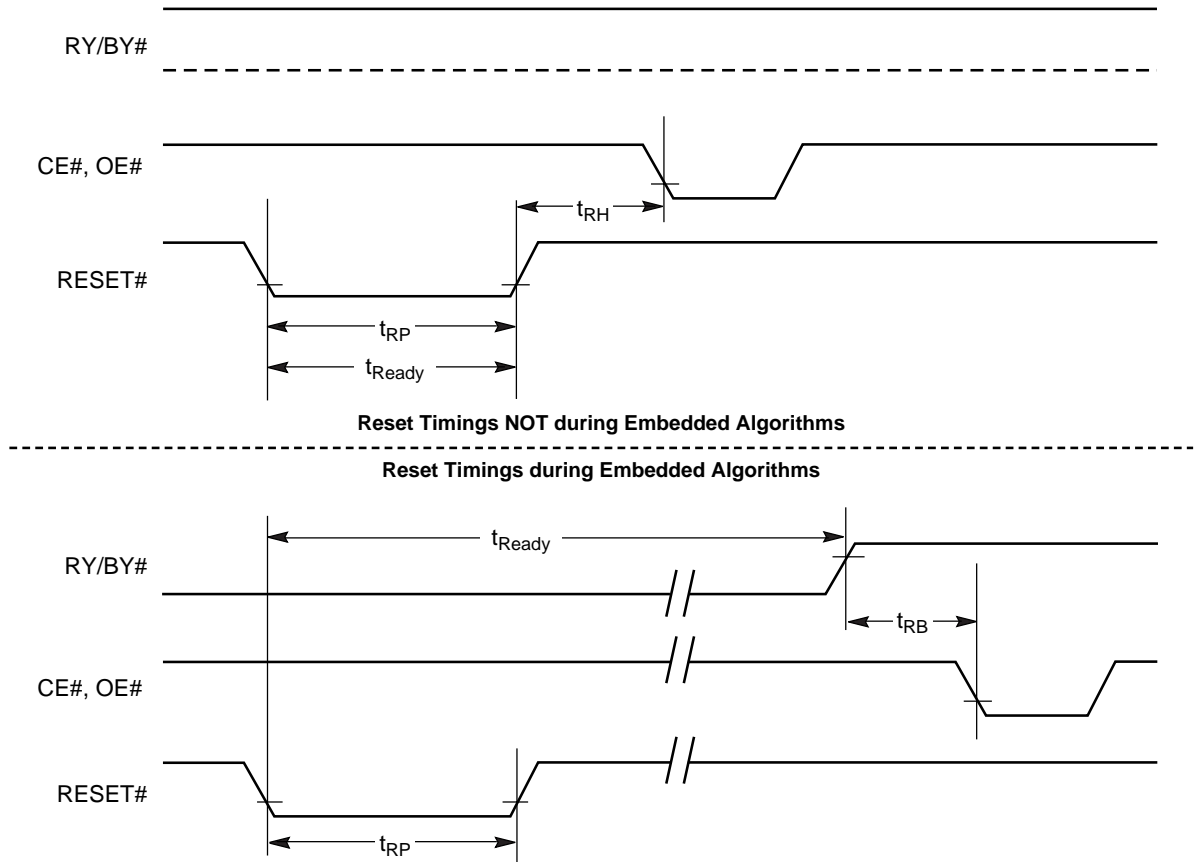 RY/BY#
CE#, OE#
tRH
RESET#
tRP
tReady
Reset Timings NOT during Embedded Algorithms
Reset Timings during Embedded Algorithms
tReady
RY/BY#
tRB
CE#, OE#
RESET#
tRP